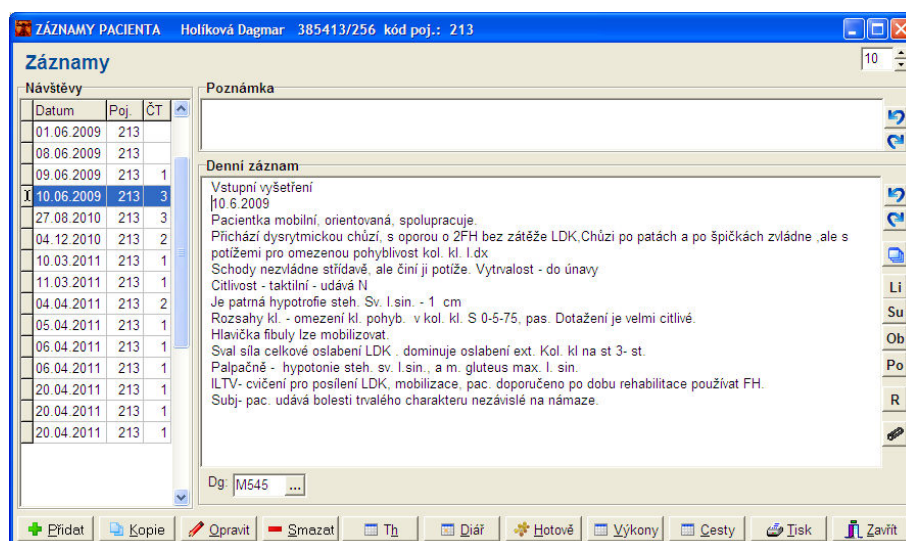 ZÁZNAMY PACIENTA Holíková Dagmar 385413/256 kód poj.: 213
Záznamy
10
Návštěvy
Datum Poj. ČT
01.06.2009 213
08.06.2009 213
09.06.2009 213 1
10.06.2009 213 3
27.08.2010 213 3
04.12.2010 213 2
10.03.2011 213 1
11.03.2011 213 1
04.04.2011 213 2
05.04.2011 213 1
06.04.2011 213 1
06.04.2011 213 1
20.04.2011 213 1
20.04.2011 213 1
20.04.2011 213 1
Poznámka
Denní záznam
Vstupní vyšetření
10.6.2009
Pacientka mobilní, orientovaná, spolupracuje.
Přichází dysrytmickou chůzí, s oporou o 2FH bez zátěže LDK,Chůzi po patách a po špičkách zvládne ,ale s
potížemi pro omezenou pohyblivost kol. kl. l.dx
Schody nezvládne střídavě, ale činí ji potíže. Vytrvalost - do únavy
Citlivost - taktilní - udává N
Je patrná hypotrofie steh. Sv. l.sin. - 1 cm
Rozsahy kl. - omezení kl. pohyb. v kol. kl. S 0-5-75, pas. Dotažení je velmi citlivé.
Hlavička fibuly lze mobilizovat.
Sval síla celkové oslabení LDK . dominuje oslabení ext. Kol. kl na st 3- st.
Palpačně - hypotonie steh. sv. l.sin., a m. gluteus max. l. sin.
ILTV- cvičení pro posílení LDK, mobilizace, pac. doporučeno po dobu rehabilitace používat FH.
Subj- pac. udává bolesti trvalého charakteru nezávislé na námaze.
Li
Su
Ob
Po
R
Dg: M545 ...
Přidat Kopie Opravit Smazat Th Diář Hotově Výkony Cesty Tisk Zavřít